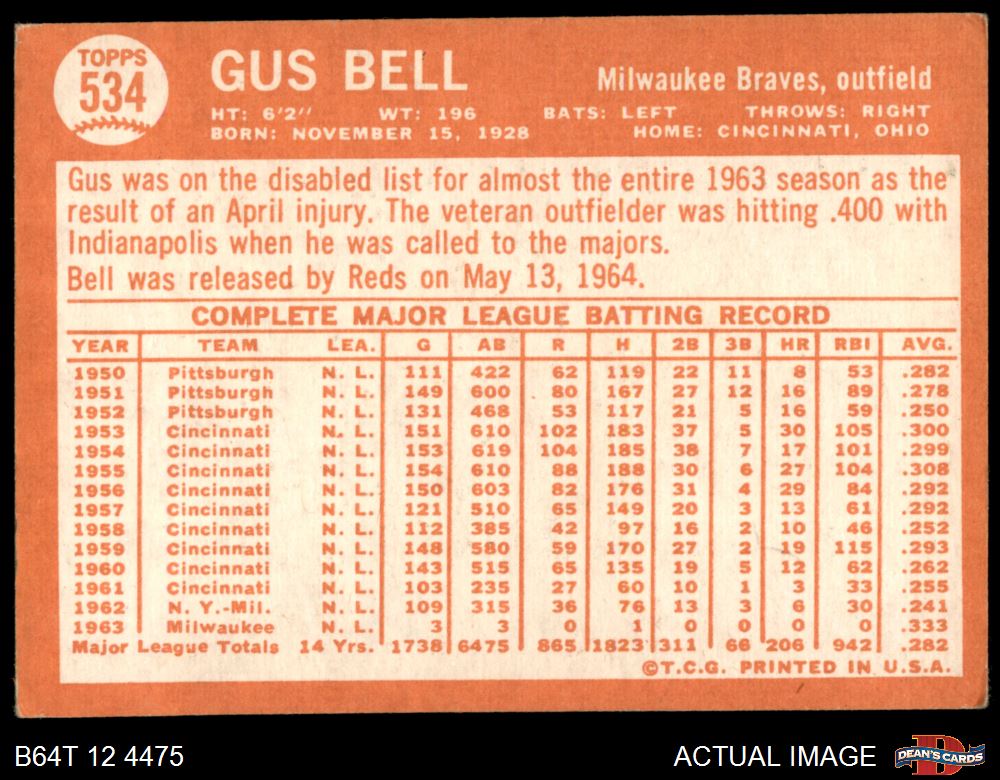 TOPPS
534
GUS BELL
Milwaukee Braves, outfield
HT: 6'2" WT: 196 BATS: LEFT THROWS: RIGHT
BORN: NOVEMBER 15, 1928 HOME: CINCINNATI, OHIO
Gus was on the disabled list for almost the entire 1963 season as the
result of an April injury. The veteran outfielder was hitting .400 with
Indianapolis when he was called to the majors.
Bell was released by Reds on May 13, 1964.
COMPLETE MAJOR LEAGUE BATTING RECORD
YEAR TEAM LEA. G AB R H 2B 3B HR RBI AVG.
1950 Pittsburgh N. L. 111 422 62 119 22 11 8 53 .282
1951 Pittsburgh N. L. 149 600 80 167 27 12 16 89 .278
1952 Pittsburgh N. L. 131 468 53 117 21 5 16 59 .250
1953 Cincinnati N. L. 151 610 102 183 37 5 30 105 .300
1954 Cincinnati N. L. 153 619 104 185 38 7 17 101 .299
1955 Cincinnati N. L. 154 610 88 188 30 6 27 104 .308
1956 Cincinnati N. L. 150 603 82 176 31 4 29 84 .292
1957 Cincinnati N. L. 121 510 65 149 20 3 13 61 .292
1958 Cincinnati N. L. 112 385 42 97 16 2 10 46 .252
1959 Cincinnati N. L. 148 580 59 170 27 2 19 115 .293
1960 Cincinnati N. L. 143 515 65 135 19 5 12 62 .262
1961 Cincinnati N. L. 103 235 27 60 10 1 3 33 .255
1962 N. Y.-Mil. N. L. 109 315 36 76 13 3 6 30 .241
1963 Milwaukee N. L. 3 3 0 1 0 0 0 0 .333
Major League Totals 14 Yrs. 1738 6475 865 1823 311 66 206 942 .282
©T.C.G. PRINTED IN U.S.A.
B64T 12 4475
ACTUAL IMAGE
DEAN'S CARDS